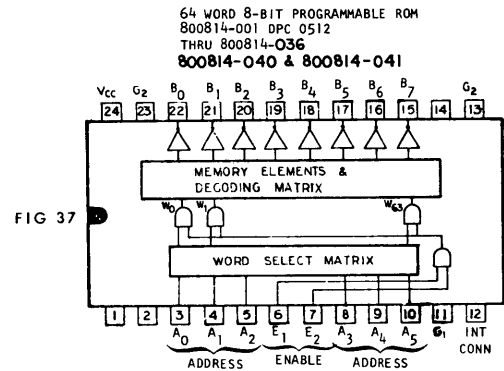 64 WORD 8-BIT PROGRAMMABLE ROM
800814-001 DPC 0512
THRU 800814-036
800814-040 & 800814-041
VCC G2 B0 B1 B2 B3 B4 B5 B6 B7 G2
24 23 22 21 20 19 18 17 16 15 14 13
MEMORY ELEMENTS &
DECODING MATRIX
W0 W1 W63
FIG 37
WORD SELECT MATRIX
1 2 3 4 5 6 7 8 9 10 11 12
A0 A1 A2 E1 E2 A3 A4 A5 G1 INT
CONN
ADDRESS ENABLE ADDRESS